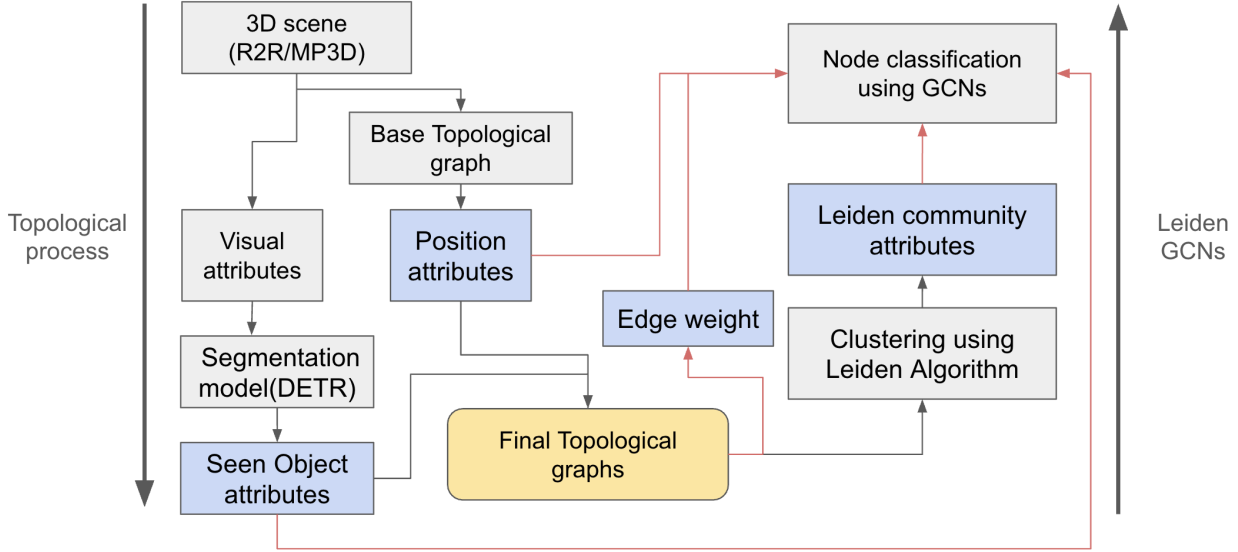 3D scene
(R2R/MP3D)
Base Topological
graph
Topological
process
Visual
attributes
Position
attributes
Segmentation
model(DETR)
Seen Object
attributes
Final Topological
graphs
Edge weight
Node classification
using GCNs
Leiden community
attributes
Clustering using
Leiden Algorithm
Leiden
GCNs